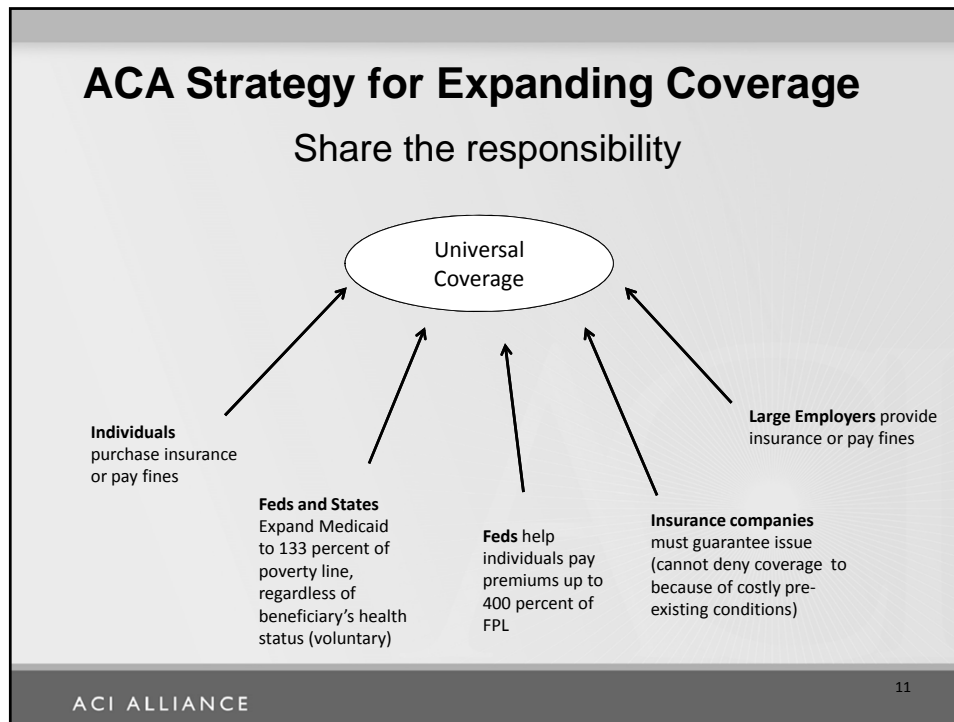 ACA Strategy for Expanding Coverage
Share the responsibility
Universal
Coverage
Individuals
purchase insurance
or pay fines
Feds and States
Expand Medicaid
to 133 percent of
poverty line,
regardless of
beneficiary's health
status (voluntary)
Feds help
individuals pay
premiums up to
400 percent of
FPL
Insurance companies
must guarantee issue
(cannot deny coverage to
because of costly pre-
existing conditions)
Large Employers provide
insurance or pay fines
ACI ALLIANCE
11